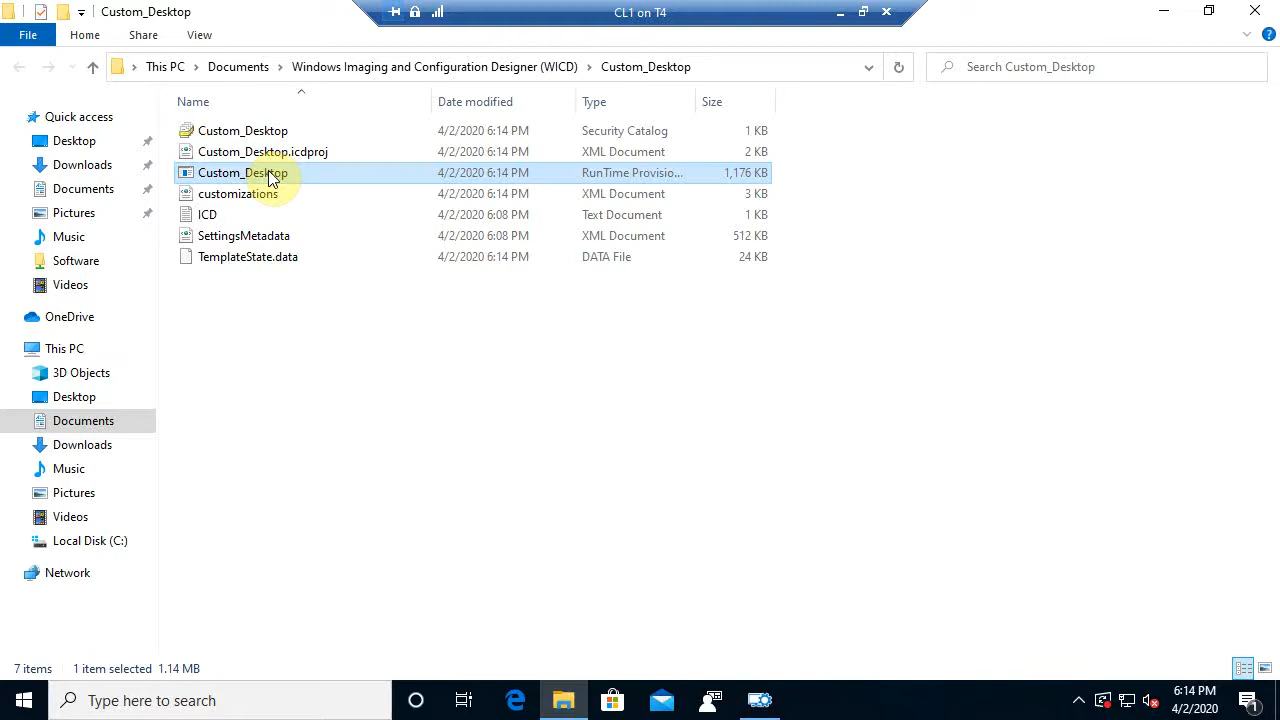 Custom_Desktop
CL1 on T4
File Home Share View
This PC Documents Windows Imaging and Configuration Designer (WICD) Custom_Desktop
Search Custom_Desktop
Name Date modified Type Size
Quick access
Desktop
Downloads
Documents
Pictures
Music
Software
Videos
OneDrive
This PC
3D Objects
Desktop
Documents
Downloads
Music
Pictures
Videos
Local Disk (C:)
Network
Custom_Desktop 4/2/2020 6:14 PM Security Catalog 1 KB
Custom_Desktop.icdproj 4/2/2020 6:14 PM XML Document 2 KB
Custom_Desktop 4/2/2020 6:14 PM RunTime Provisio... 1,176 KB
customizations 4/2/2020 6:14 PM XML Document 3 KB
ICD 4/2/2020 6:08 PM Text Document 1 KB
SettingsMetadata 4/2/2020 6:08 PM XML Document 512 KB
TemplateState.data 4/2/2020 6:14 PM DATA File 24 KB
7 items 1 item selected 1.14 MB
Type here to search
6:14 PM
4/2/2020
1